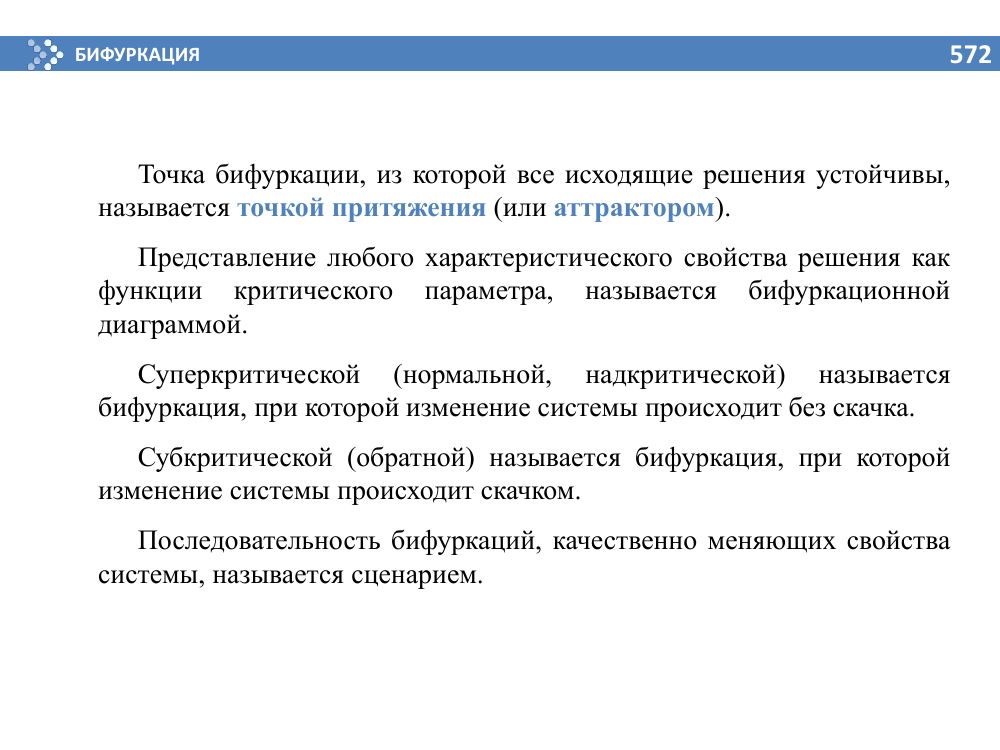 БИФУРКАЦИЯ
572
Точка бифуркации, из которой все исходящие решения устойчивы,
называется точкой притяжения (или аттрактором).
Представление любого характеристического свойства решения как
функции критического параметра, называется бифуркационной
диаграммой.
Суперкритической (нормальной, надкритической) называется
бифуркация, при которой изменение системы происходит без скачка.
Субкритической (обратной) называется бифуркация, при которой
изменение системы происходит скачком.
Последовательность бифуркаций, качественно меняющих свойства
системы, называется сценарием.